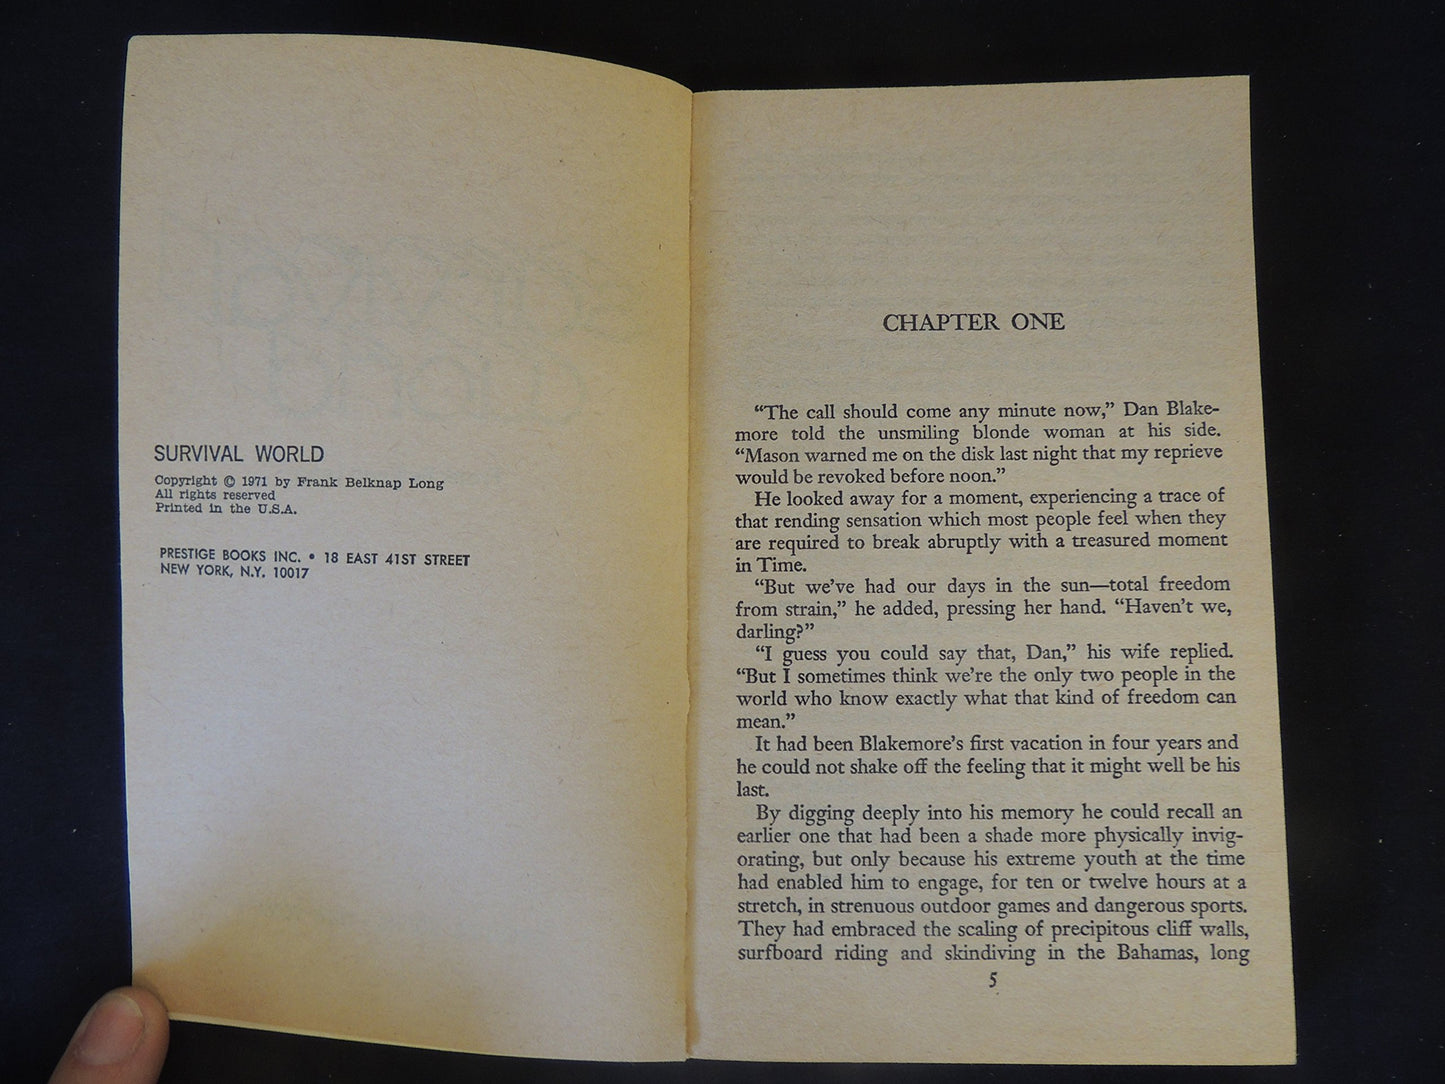 SURVIVAL WORLD
Copyright © 1971 by Frank Belknap Long
All rights reserved
Printed in the U.S.A.
PRESTIGE BOOKS INC. • 18 EAST 41ST STREET
NEW YORK, N.Y. 10017
CHAPTER ONE
“The call should come any minute now,” Dan Blake-
more told the unsmiling blonde woman at his side.
“Mason warned me on the disk last night that my reprieve
would be revoked before noon.”
He looked away for a moment, experiencing a trace of
that rending sensation which most people feel when they
are required to break abruptly with a treasured moment
in Time.
“But we’ve had our days in the sun—total freedom
from strain,” he added, pressing her hand. “Haven’t we,
darling?”
“I guess you could say that, Dan,” his wife replied.
“But I sometimes think we’re the only two people in the
world who know exactly what that kind of freedom can
mean.”
It had been Blakemore’s first vacation in four years and
he could not shake off the feeling that it might well be his
last.
By digging deeply into his memory he could recall an
earlier one that had been a shade more physically invig-
orating, but only because his extreme youth at the time
had enabled him to engage, for ten or twelve hours at a
stretch, in strenuous outdoor games and dangerous sports.
They had embraced the scaling of precipitous cliff walls,
surfboard riding and skindiving in the Bahamas, long
5